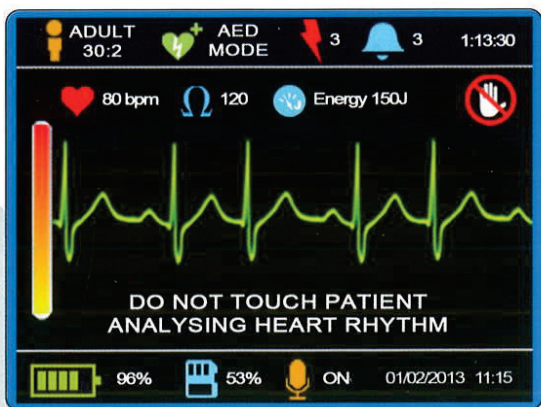 ADULT
30:2
AED
MODE
3
3
1:13:30
80 bpm
Ω 120
Energy 150J
DO NOT TOUCH PATIENT
ANALYSING HEART RHYTHM
96%
53%
ON
01/02/2013 11:15